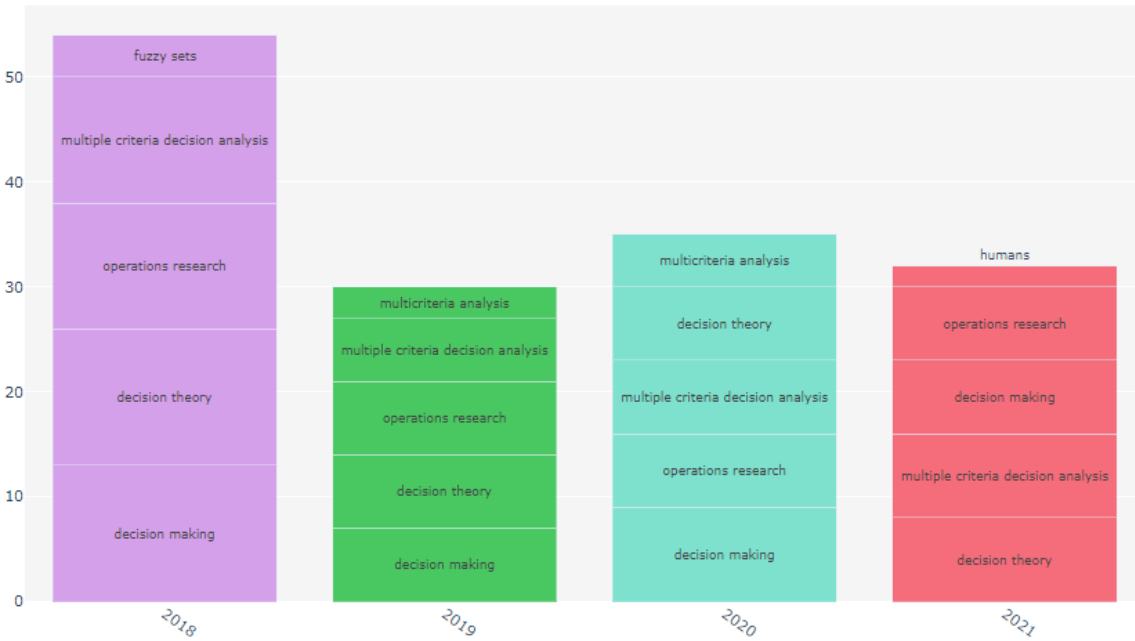 fuzzy sets
50
multiple criteria decision analysis
40
operations research
humans
multicriteria analysis
30
multicriteria analysis
decision theory
operations research
multiple criteria decision analysis
decision theory
multiple criteria decision analysis
decision making
20
operations research
operations research
multiple criteria decision analysis
decision theory
10
decision making
decision making
decision making
decision theory
0
2018
2019
2020
2021